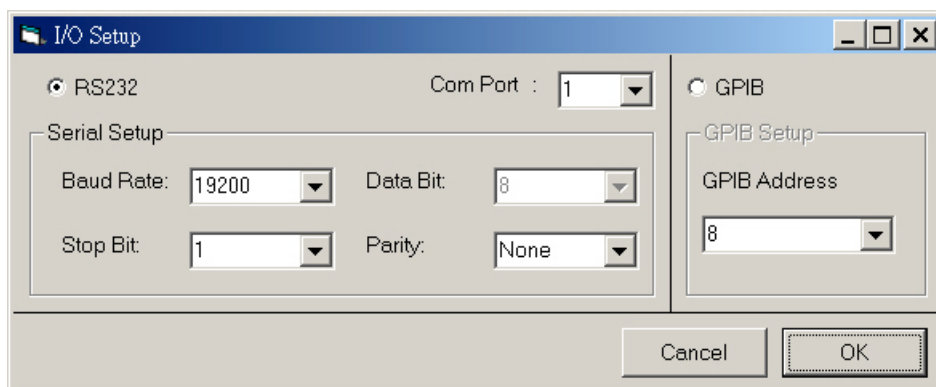 I/O Setup
RS232
Com Port : 1
GPIB
Serial Setup
GPIB Setup
Baud Rate: 19200
Data Bit: 8
GPIB Address
Stop Bit: 1
Parity: None
8
Cancel
OK